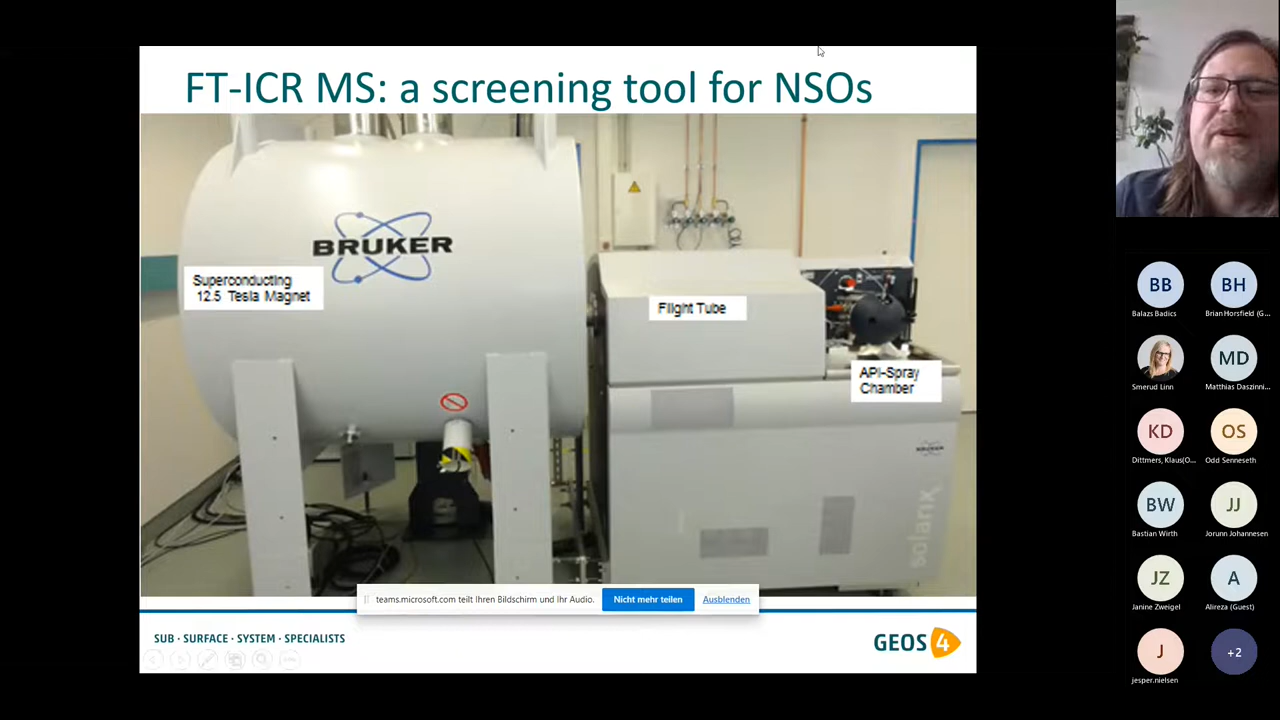 FT-ICR MS: a screening tool for NSOs
BRUKER
Superconducting
12.5 Tesla Magnet
Flight Tube
API-Spray
Chamber
BRUKER
solariX
teams.microsoft.com teilt Ihren Bildschirm und Ihr Audio.
Nicht mehr teilen
Ausblenden
SUB · SURFACE · SYSTEM · SPECIALISTS
GEOS4
BB
BH
Balazs Badics
Brian Horsfield (G...
MD
Smerud Linn
Matthias Daszinni...
KD
OS
Dittmers, Klaus(O...
Odd Senneseth
BW
JJ
Bastian Wirth
Jorunn Johannesen
JZ
A
Janine Zweigel
Alireza (Guest)
J
+2
jesper.nielsen